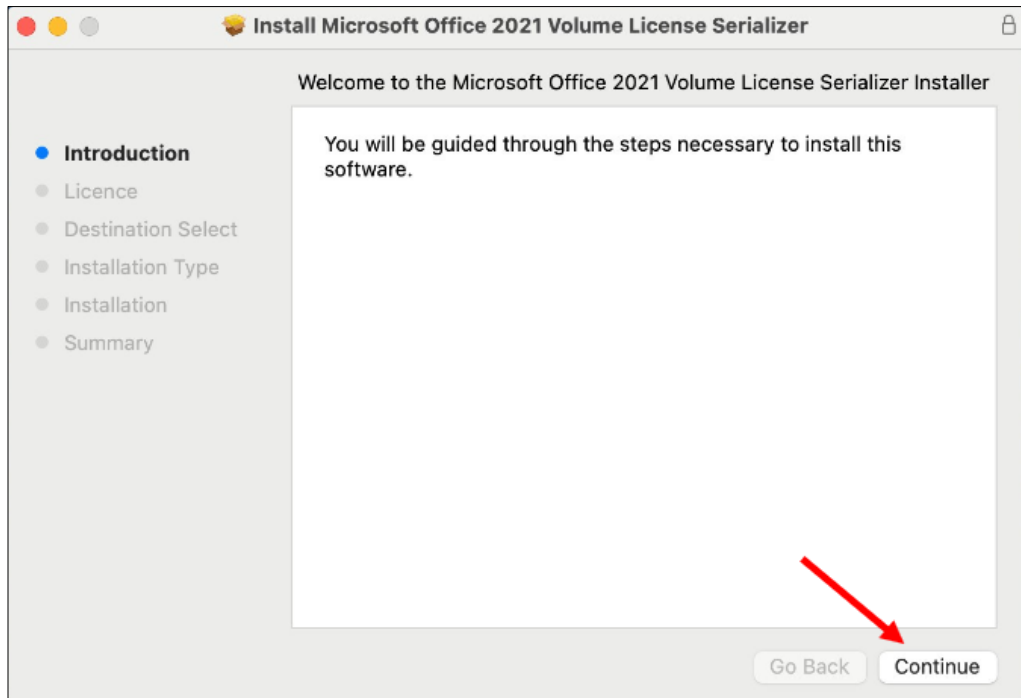 Install Microsoft Office 2021 Volume License Serializer
Welcome to the Microsoft Office 2021 Volume License Serializer Installer
Introduction
Licence
Destination Select
Installation Type
Installation
Summary
You will be guided through the steps necessary to install this
software.
Go Back
Continue